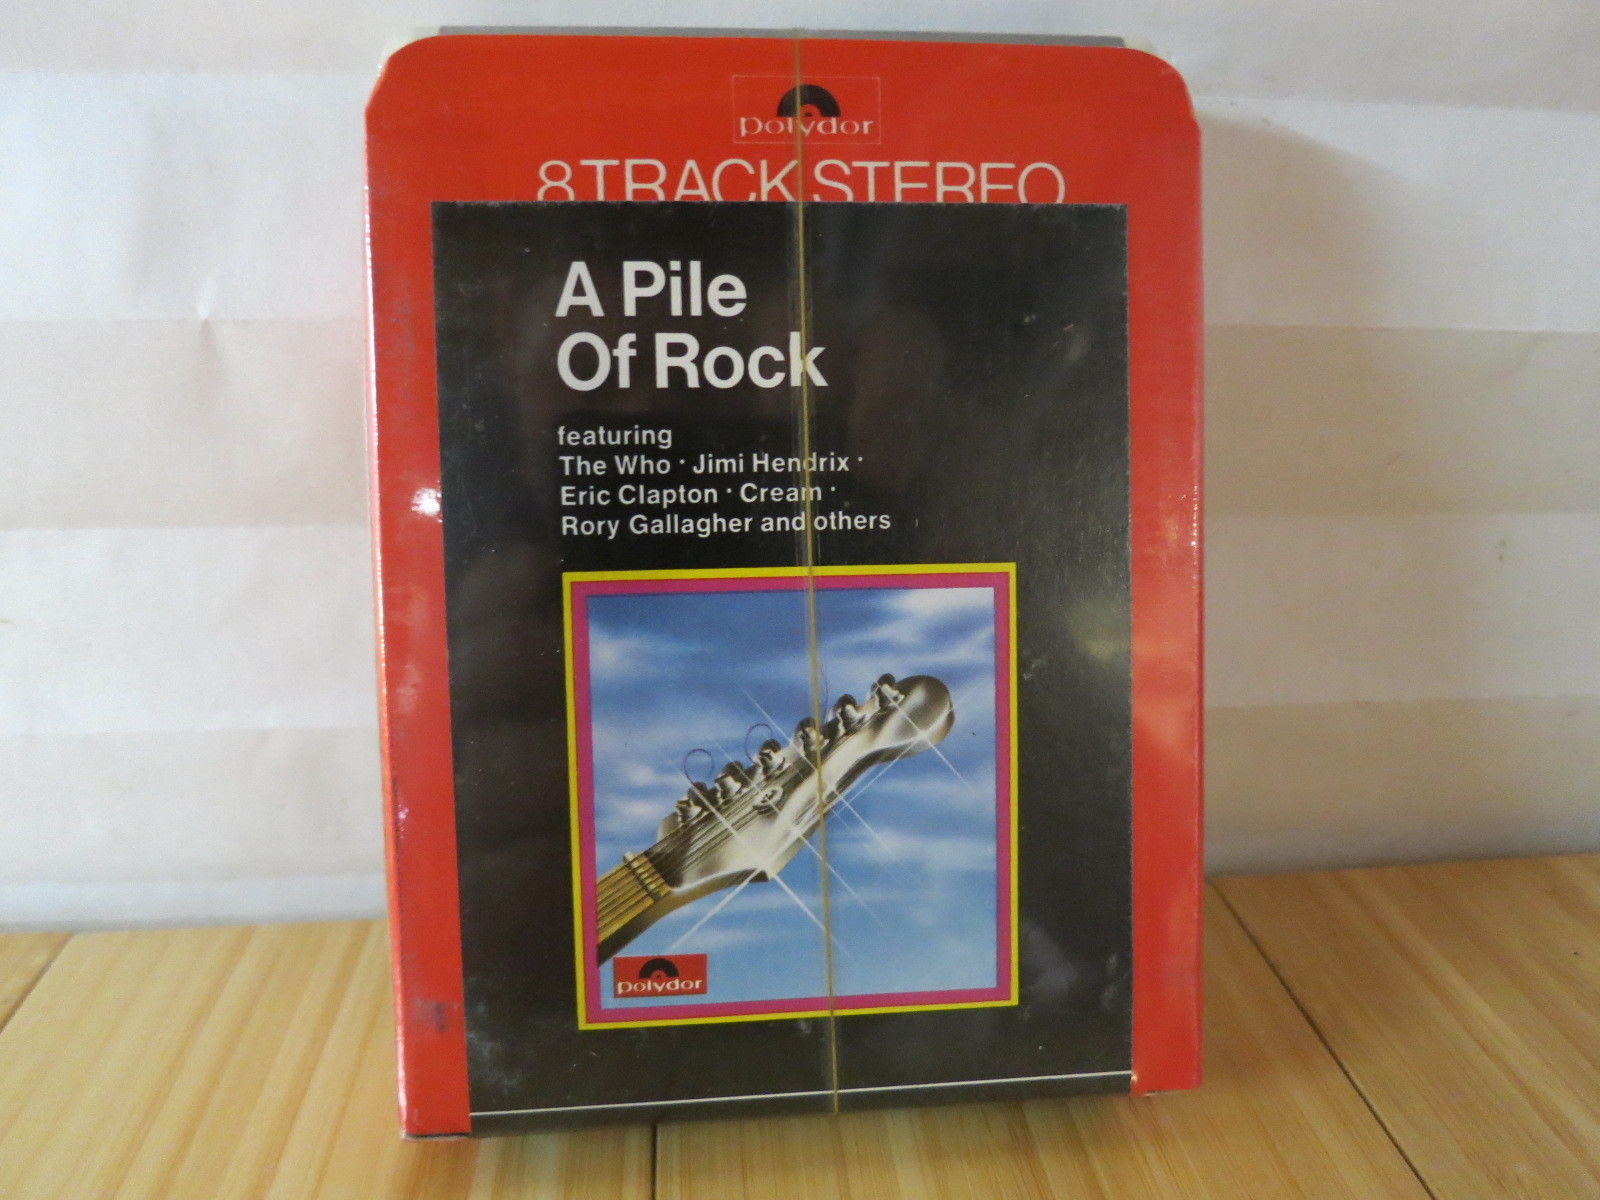 polydor
8 TRACK STEREO
A Pile
Of Rock
featuring
The Who · Jimi Hendrix ·
Eric Clapton · Cream ·
Rory Gallagher and others
polydor